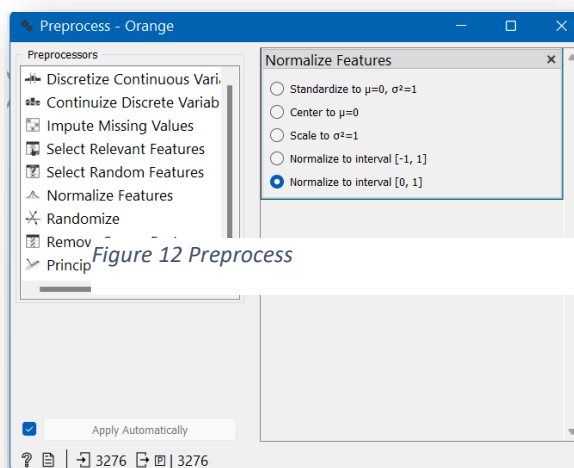 Preprocess - Orange
Preprocessors
Discretize Continuous Varia
Continuize Discrete Variab
Impute Missing Values
Select Relevant Features
Select Random Features
Normalize Features
Randomize
Remov
Princip
Normalize Features
Standardize to μ=0, σ²=1
Center to μ=0
Scale to σ²=1
Normalize to interval [-1, 1]
Normalize to interval [0, 1]
Figure 12 Preprocess
Apply Automatically
3276 P | 3276